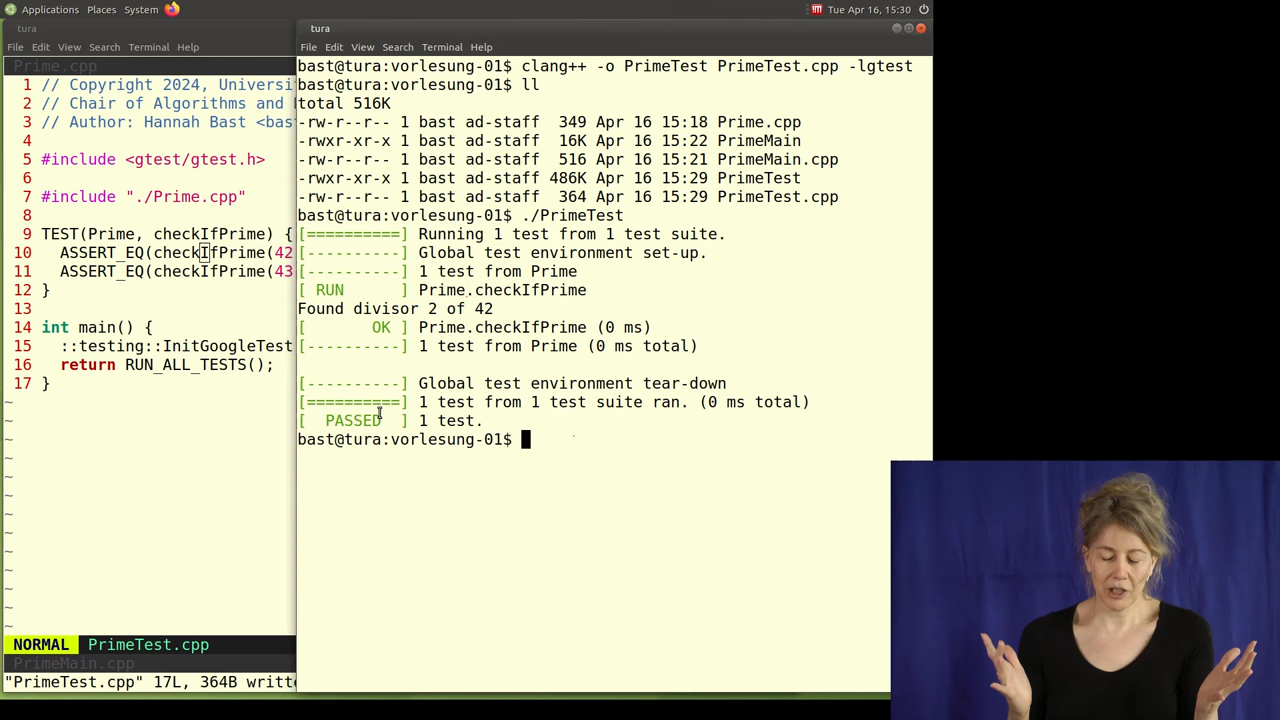 Applications Places System
Tue Apr 16, 15:30
tura
File Edit View Search Terminal Help
Prime.cpp
1 // Copyright 2024, Universi
2 // Chair of Algorithms and
3 // Author: Hannah Bast <bas
4
5 #include <gtest/gtest.h>
6
7 #include "./Prime.cpp"
8
9 TEST(Prime, checkIfPrime) {
10 ASSERT_EQ(checkIfPrime(42
11 ASSERT_EQ(checkIfPrime(43
12 }
13
14 int main() {
15 ::testing::InitGoogleTest
16 return RUN_ALL_TESTS();
17 }
~
~
~
~
~
~
~
~
~
~
~
~
~
NORMAL PrimeTest.cpp
PrimeMain.cpp
"PrimeTest.cpp" 17L, 364B writt
tura
File Edit View Search Terminal Help
bast@tura:vorlesung-01$ clang++ -o PrimeTest PrimeTest.cpp -lgtest
bast@tura:vorlesung-01$ ll
total 516K
-rw-r--r-- 1 bast ad-staff 349 Apr 16 15:18 Prime.cpp
-rwxr-xr-x 1 bast ad-staff 16K Apr 16 15:22 PrimeMain
-rw-r--r-- 1 bast ad-staff 516 Apr 16 15:21 PrimeMain.cpp
-rwxr-xr-x 1 bast ad-staff 486K Apr 16 15:29 PrimeTest
-rw-r--r-- 1 bast ad-staff 364 Apr 16 15:29 PrimeTest.cpp
bast@tura:vorlesung-01$ ./PrimeTest
[==========] Running 1 test from 1 test suite.
[----------] Global test environment set-up.
[----------] 1 test from Prime
[ RUN      ] Prime.checkIfPrime
Found divisor 2 of 42
[       OK ] Prime.checkIfPrime (0 ms)
[----------] 1 test from Prime (0 ms total)

[----------] Global test environment tear-down
[==========] 1 test from 1 test suite ran. (0 ms total)
[  PASSED  ] 1 test.
bast@tura:vorlesung-01$